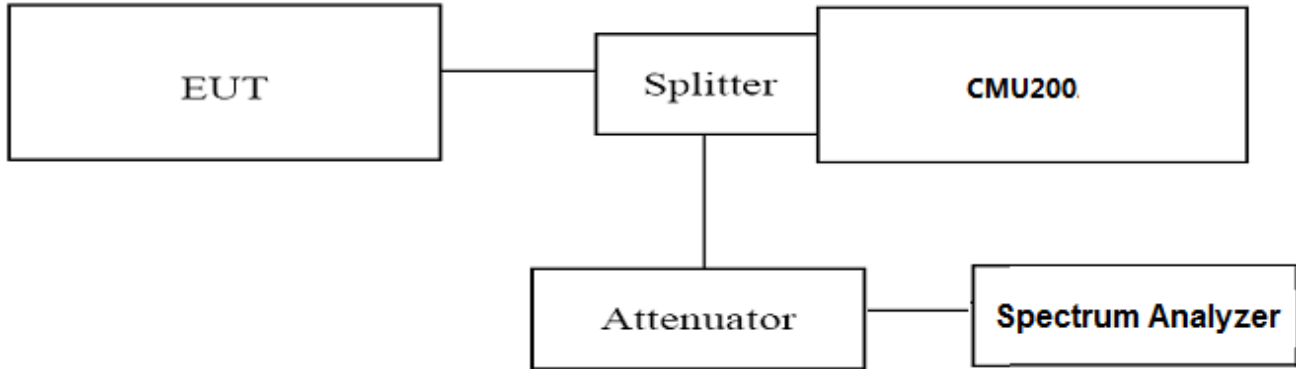 EUT
Splitter
CMU200
Attenuator
Spectrum Analyzer